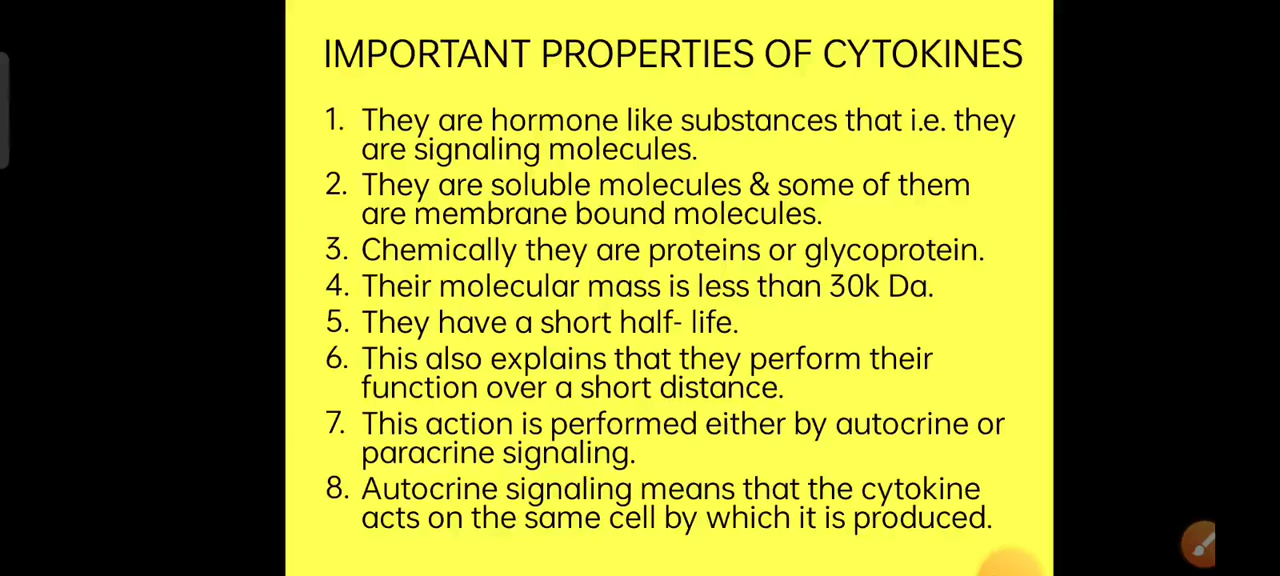 IMPORTANT PROPERTIES OF CYTOKINES
1. They are hormone like substances that i.e. they
are signaling molecules.
2. They are soluble molecules & some of them
are membrane bound molecules.
3. Chemically they are proteins or glycoprotein.
4. Their molecular mass is less than 30k Da.
5. They have a short half- life.
6. This also explains that they perform their
function over a short distance.
7. This action is performed either by autocrine or
paracrine signaling.
8. Autocrine signaling means that the cytokine
acts on the same cell by which it is produced.